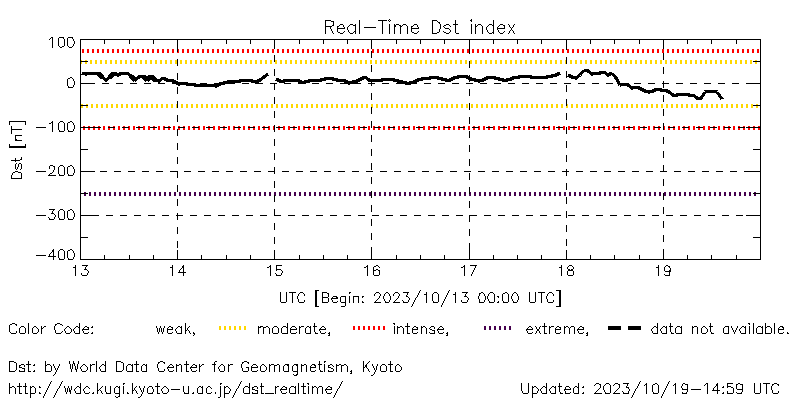 Real-Time Dst index
100
0
-100
-200
-300
-400
Dst [nT]
13 14 15 16 17 18 19
UTC [Begin: 2023/10/13 00:00 UTC]
Color Code: weak, moderate, intense, extreme, data not available.
Dst: by World Data Center for Geomagnetism, Kyoto
http://wdc.kugi.kyoto-u.ac.jp/dst_realtime/ Updated: 2023/10/19-14:59 UTC